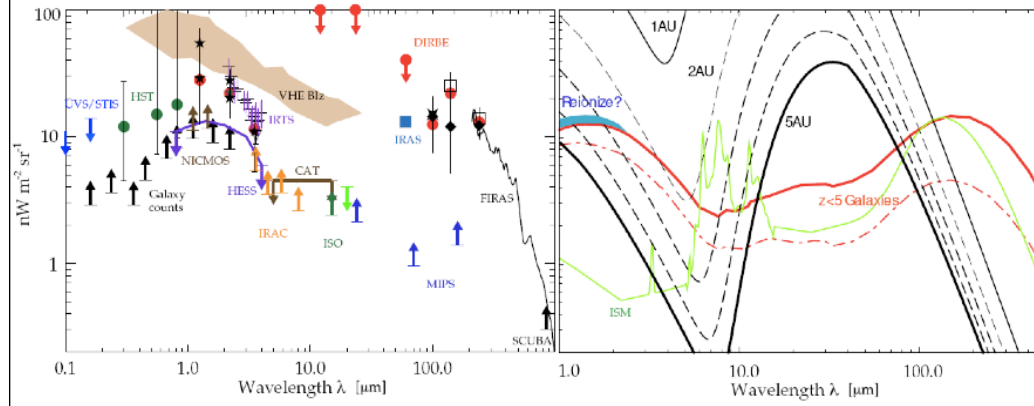 100
10
1
nW m⁻² sr⁻¹
CVS/STIS
HST
Galaxy
counts
NICMOS
IRTS
HESS
CAT
IRAC
ISO
VHE Blz
DIRBE
IRAS
MIPS
FIRAS
SCUBA
0.1
1.0
10.0
100.0
Wavelength λ [μm]
1AU
2AU
5AU
Reionize?
z<5 Galaxies
ISM
1.0
10.0
100.0
Wavelength λ [μm]